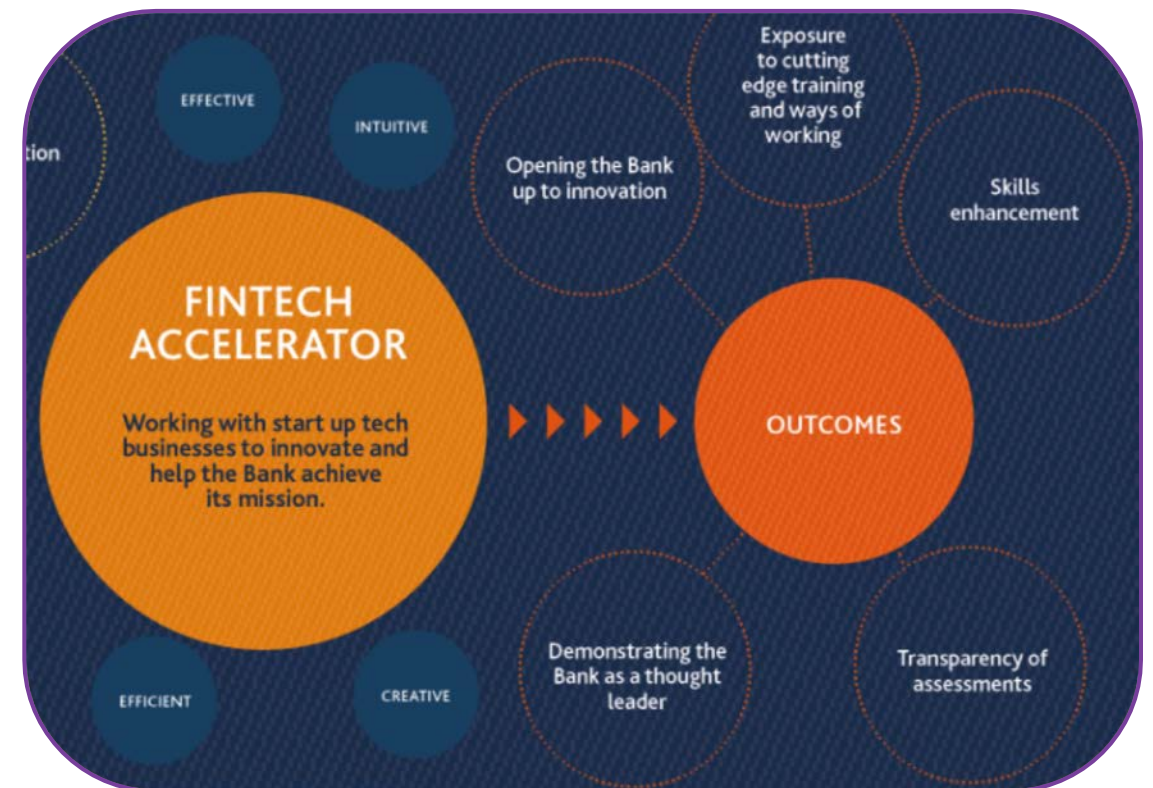 EFFECTIVE
INTUITIVE
tion
FINTECH
ACCELERATOR
Working with start up tech
businesses to innovate and
help the Bank achieve
its mission.
EFFICIENT
CREATIVE
Opening the Bank
up to innovation
Exposure
to cutting
edge training
and ways of
working
Skills
enhancement
OUTCOMES
Demonstrating the
Bank as a thought
leader
Transparency of
assessments